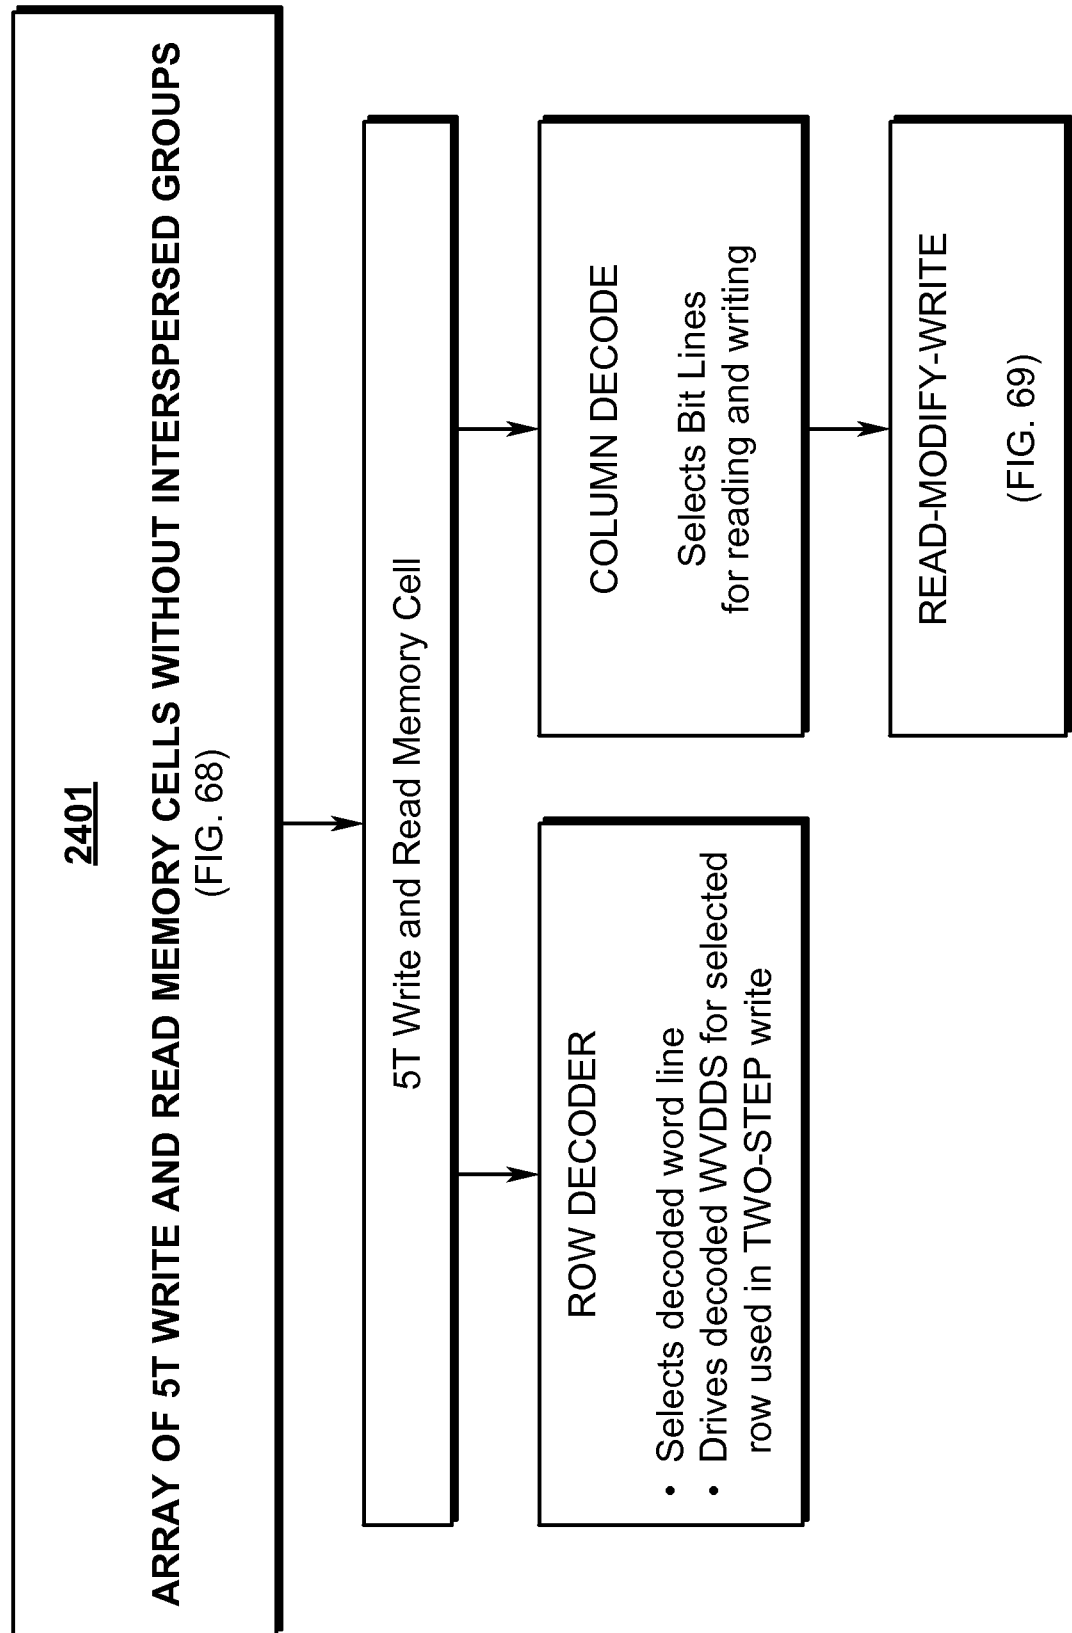 2401
ARRAY OF 5T WRITE AND READ MEMORY CELLS WITHOUT INTERSPERSED GROUPS
(FIG. 68)
5T Write and Read Memory Cell
ROW DECODER
• Selects decoded word line
• Drives decoded WVDDS for selected
row used in TWO-STEP write
COLUMN DECODE
Selects Bit Lines
for reading and writing
READ-MODIFY-WRITE
(FIG. 69)